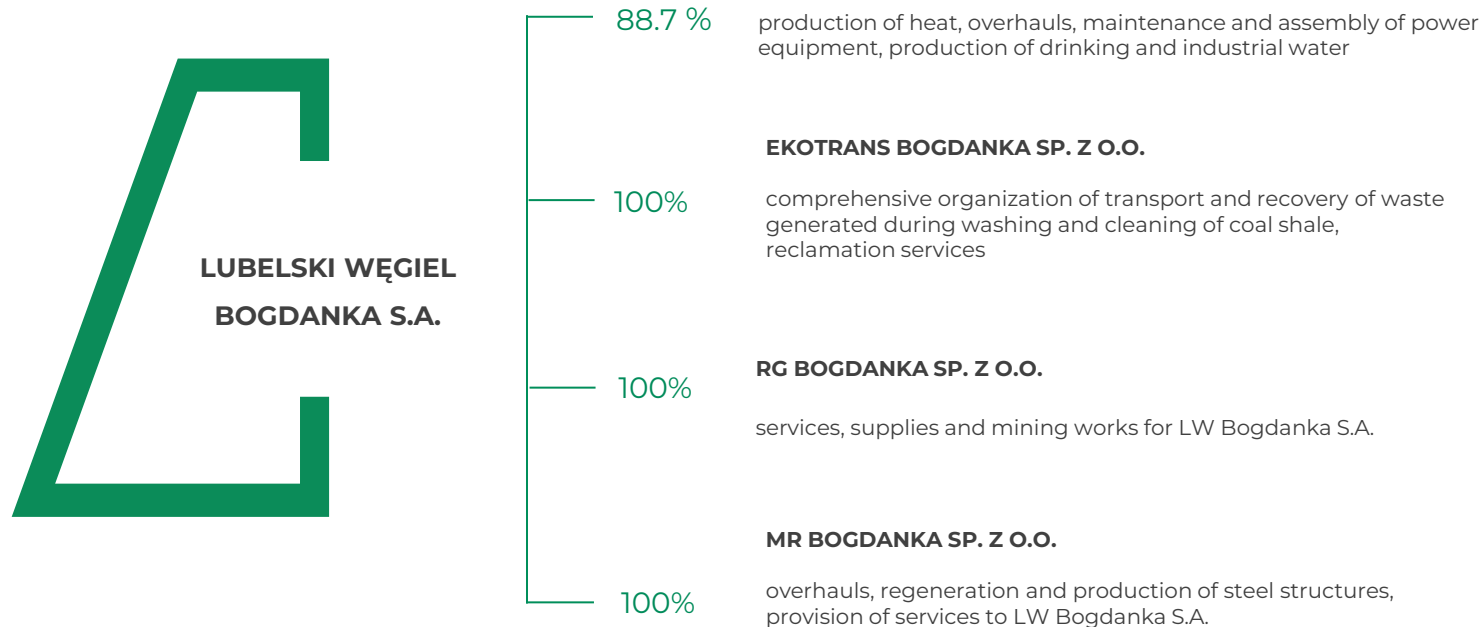 88.7 %
production of heat, overhauls, maintenance and assembly of power
equipment, production of drinking and industrial water
EKOTRANS BOGDANKA SP. Z O.O.
100%
comprehensive organization of transport and recovery of waste
generated during washing and cleaning of coal shale,
reclamation services
LUBELSKI WĘGIEL
BOGDANKA S.A.
RG BOGDANKA SP. Z O.O.
100%
services, supplies and mining works for LW Bogdanka S.A.
MR BOGDANKA SP. Z O.O.
100%
overhauls, regeneration and production of steel structures,
provision of services to LW Bogdanka S.A.